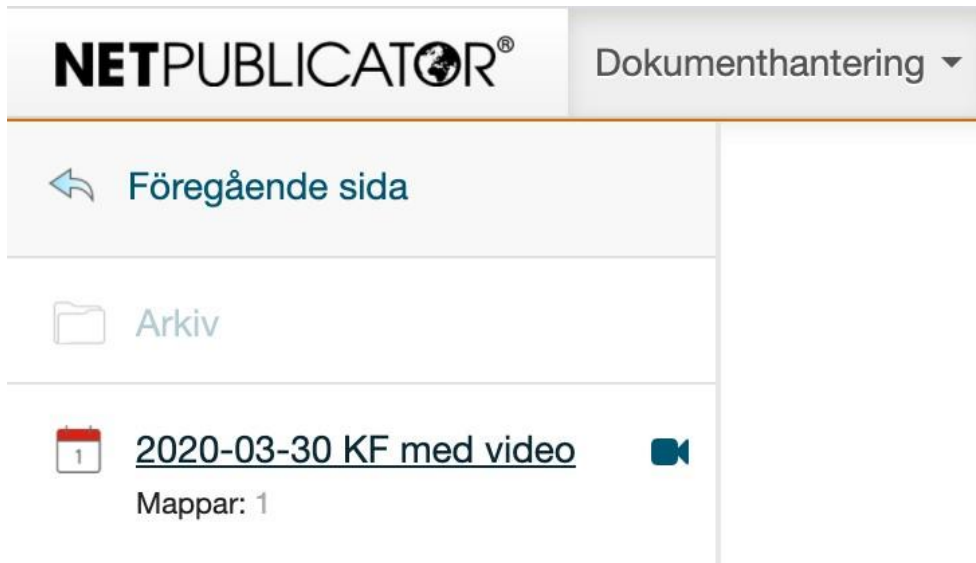 NETPUBLICATOR® Dokumenthantering
Föregående sida
Arkiv
1 2020-03-30 KF med video
Mappar: 1